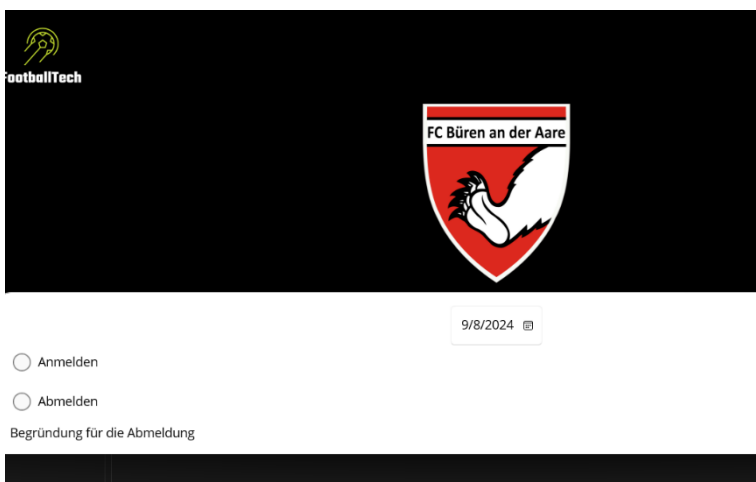 FootballTech
FC Büren an der Aare
9/8/2024
Anmelden
Abmelden
Begründung für die Abmeldung